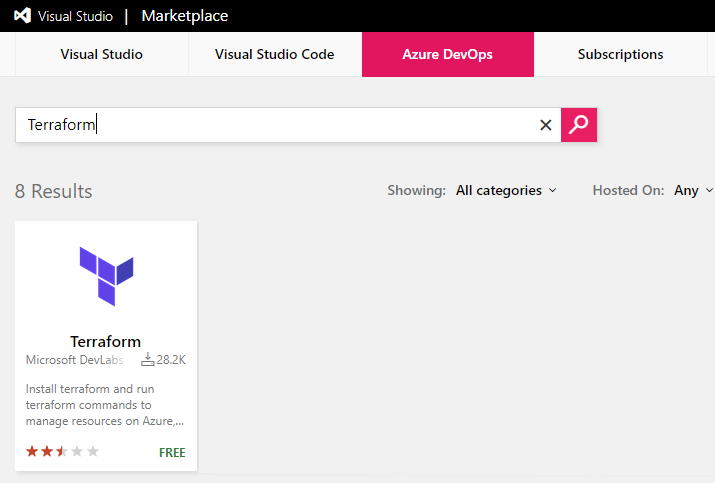 Visual Studio | Marketplace
Visual Studio Visual Studio Code Azure DevOps Subscriptions
Terraform
8 Results Showing: All categories Hosted On: Any
Terraform
Microsoft DevLabs 28.2K
Install terraform and run
terraform commands to
manage resources on Azure,...
FREE